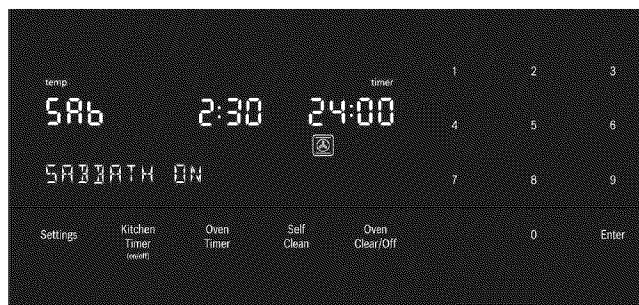 temp timer
SAb 2:30 24:00
SABBATH ON
1 2 3
4 5 6
7 8 9
0 Enter
Settings
Kitchen
Timer
(on/off)
Oven
Timer
Self
Clean
Oven
Clear/Off